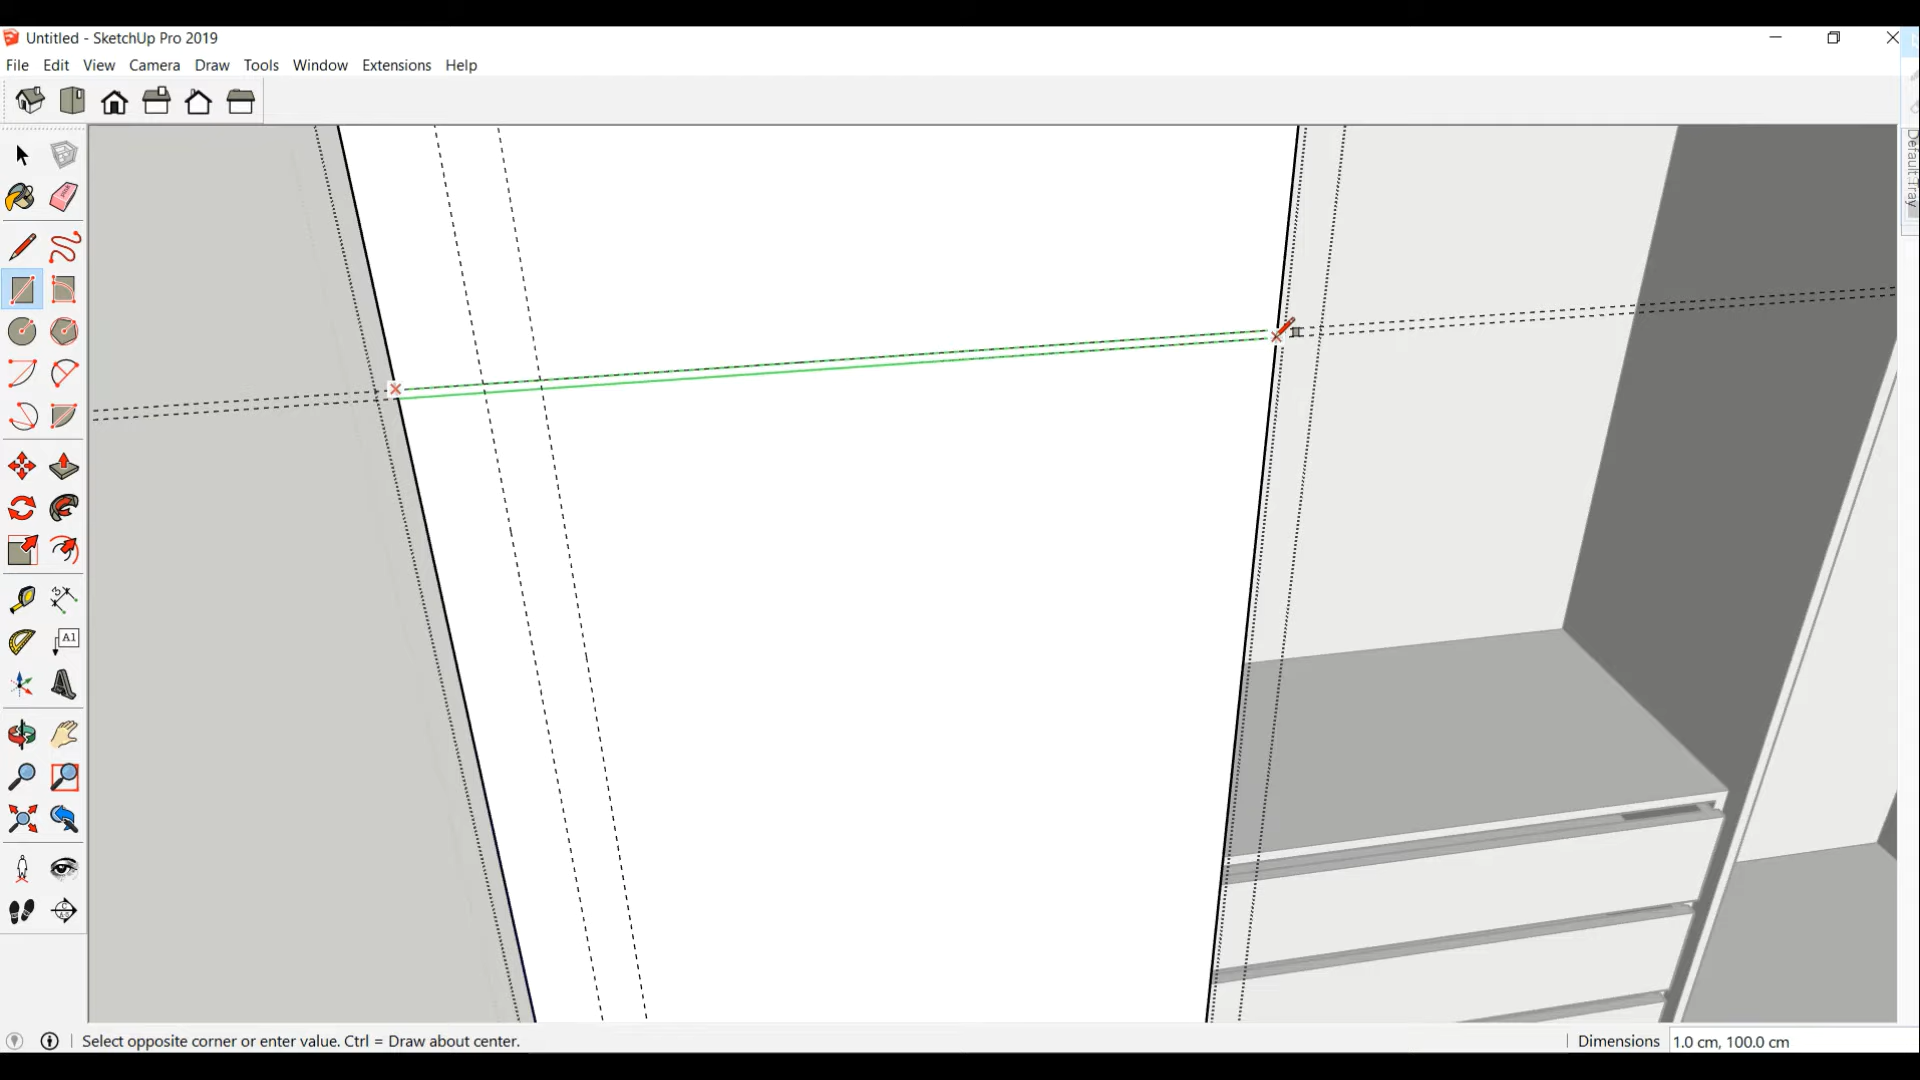 Untitled - SketchUp Pro 2019
File Edit View Camera Draw Tools Window Extensions Help
Default Tray
A1
Select opposite corner or enter value. Ctrl = Draw about center.
Dimensions 1.0 cm, 100.0 cm